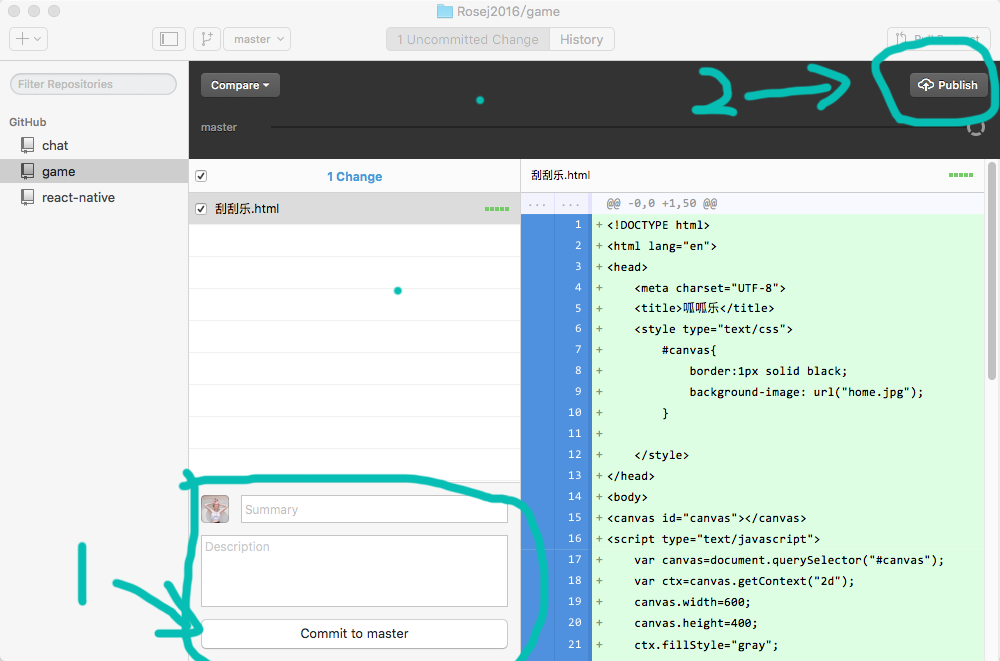 Rosej2016/game
master
1 Uncommitted Change
History
Pull Request
Filter Repositories
Compare
2
Publish
GitHub
chat
master
game
1 Change
刮刮乐.html
react-native
刮刮乐.html
... ...
@@ -0,0 +1,50 @@
1 +<!DOCTYPE html>
2 +<html lang="en">
3 +<head>
4 + <meta charset="UTF-8">
5 + <title>呱呱乐</title>
6 + <style type="text/css">
7 + #canvas{
8 + border:1px solid black;
9 + background-image: url("home.jpg");
10 + }
11 +
12 + </style>
13 +</head>
14 +<body>
15 +<canvas id="canvas"></canvas>
16 +<script type="text/javascript">
17 + var canvas=document.querySelector("#canvas");
18 + var ctx=canvas.getContext("2d");
19 + canvas.width=600;
20 + canvas.height=400;
21 + ctx.fillStyle="gray";
Summary
Description
1
Commit to master